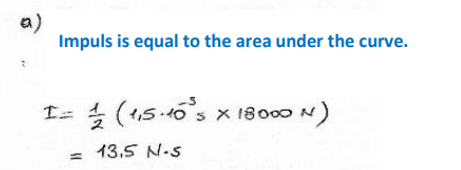 a)
Impuls is equal to the area under the curve.
I = 1/2 (1,5·10⁻³ s × 18000 N)
= 13,5 N·s